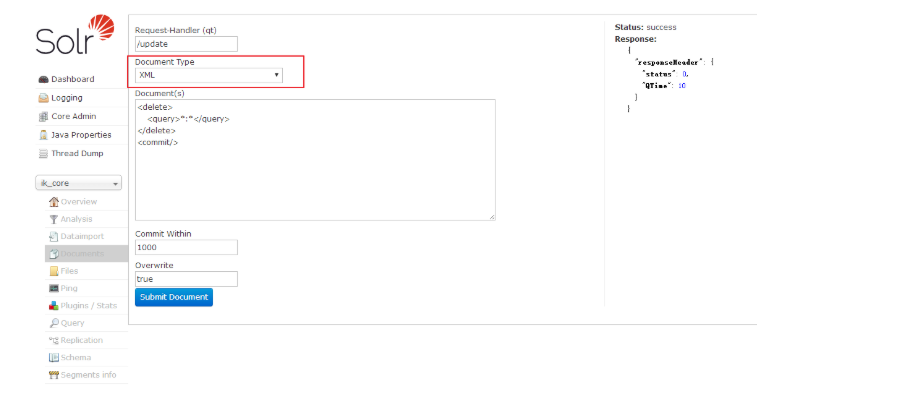 Solr
Dashboard
Logging
Core Admin
Java Properties
Thread Dump
ik_core
Overview
Analysis
Dataimport
Documents
Files
Ping
Plugins / Stats
Query
Replication
Schema
Segments info
Request-Handler (qt)
/update
Document Type
XML
Document(s)
<delete>
<query>*:*</query>
</delete>
<commit/>
Commit Within
1000
Overwrite
true
Submit Document
Status: success
Response:
{
"responseHeader": {
"status": 0,
"QTime": 10
}
}